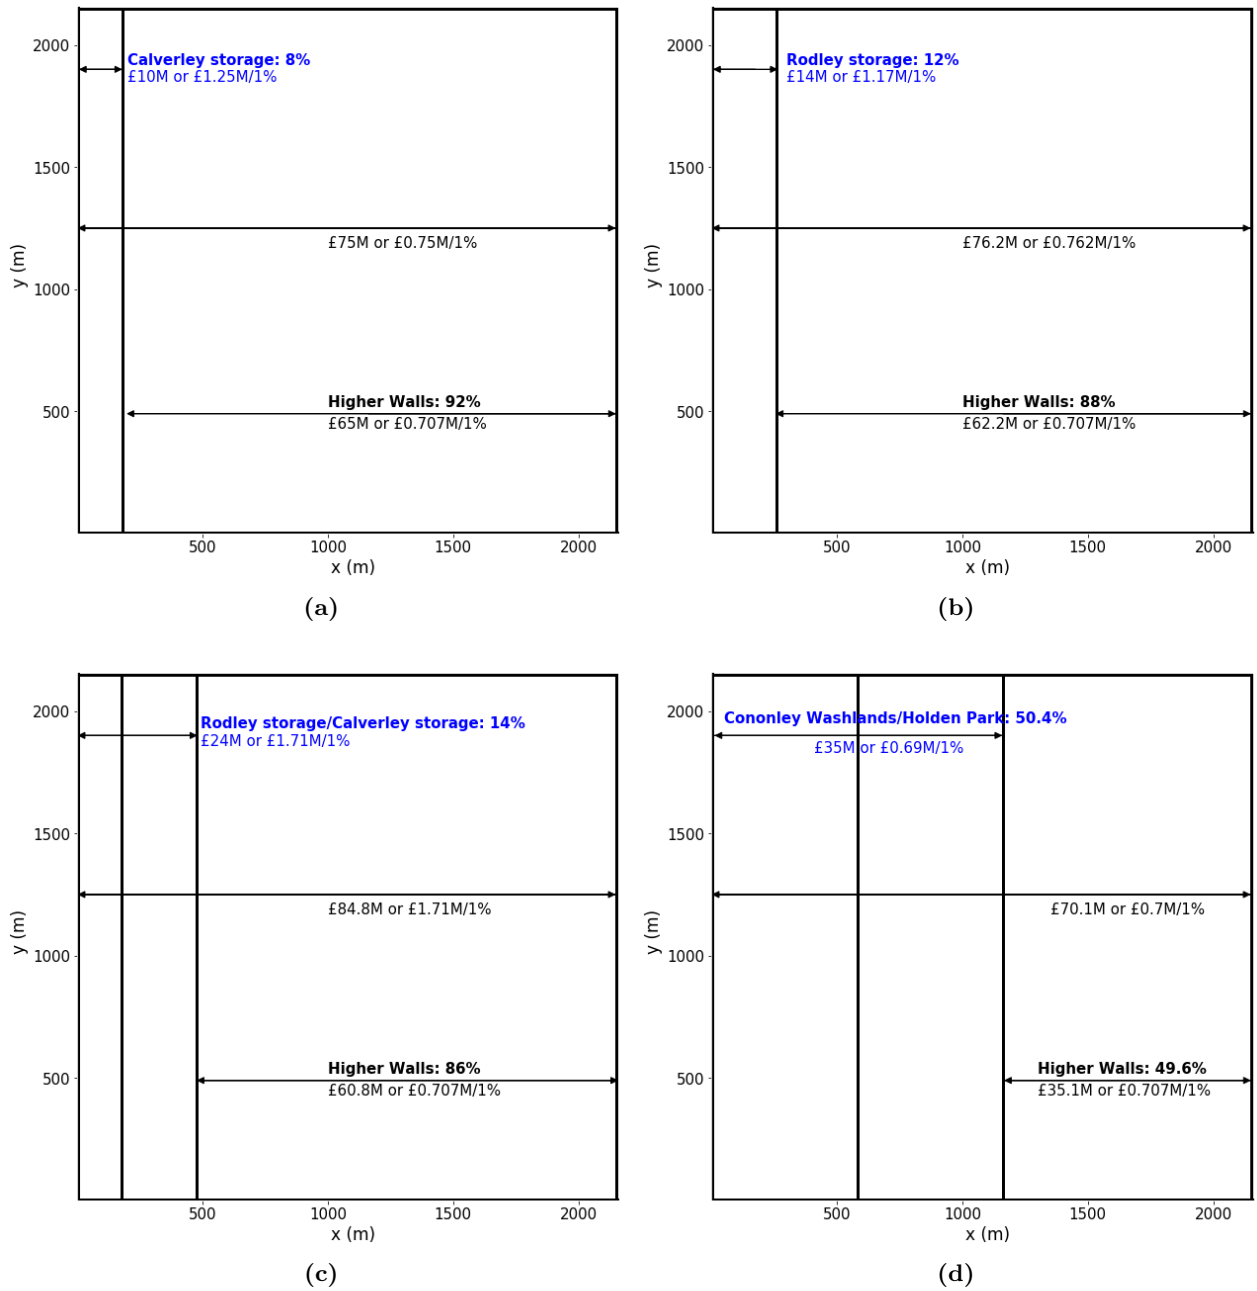 2000
Calverley storage: 8%
£10M or £1.25M/1%
1500
£75M or £0.75M/1%
y (m)
1000
Higher Walls: 92%
500
£65M or £0.707M/1%
500 1000 1500 2000
x (m)
(a)
2000
Rodley storage: 12%
£14M or £1.17M/1%
1500
£76.2M or £0.762M/1%
y (m)
1000
Higher Walls: 88%
500
£62.2M or £0.707M/1%
500 1000 1500 2000
x (m)
(b)
2000
Rodley storage/Calverley storage: 14%
£24M or £1.71M/1%
1500
£84.8M or £1.71M/1%
y (m)
1000
Higher Walls: 86%
500
£60.8M or £0.707M/1%
500 1000 1500 2000
x (m)
(c)
2000
Cononley Washlands/Holden Park: 50.4%
£35M or £0.69M/1%
1500
£70.1M or £0.7M/1%
y (m)
1000
Higher Walls: 49.6%
500
£35.1M or £0.707M/1%
500 1000 1500 2000
x (m)
(d)